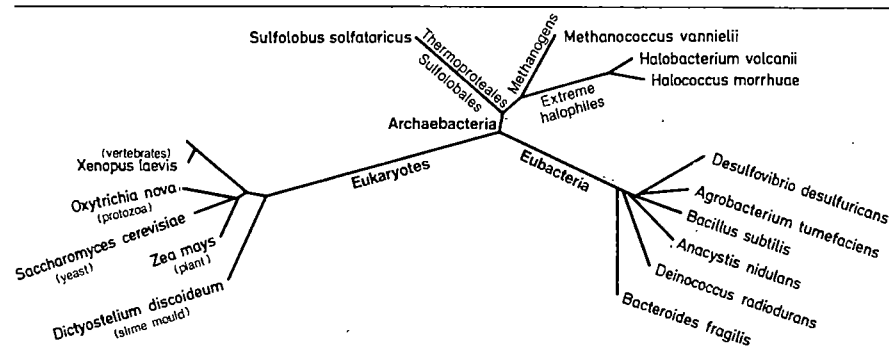 Sulfolobus solfataricus
Thermoproteales
Sulfolobales
Methanogens
Methanococcus vannielii
Halobacterium volcanii
Halococcus morrhuae
Extreme
halophiles
Archaebacteria
Eukaryotes
Eubacteria
(vertebrates)
Xenopus laevis
Oxytrichia nova
(protozoa)
Saccharomyces cerevisiae
(yeast)
Zea mays
(plant)
Dictyostelium discoideum
(slime mould)
Desulfovibrio desulfuricans
Agrobacterium tumefaciens
Bacillus subtilis
Anacystis nidulans
Deinococcus radiodurans
Bacteroides fragilis